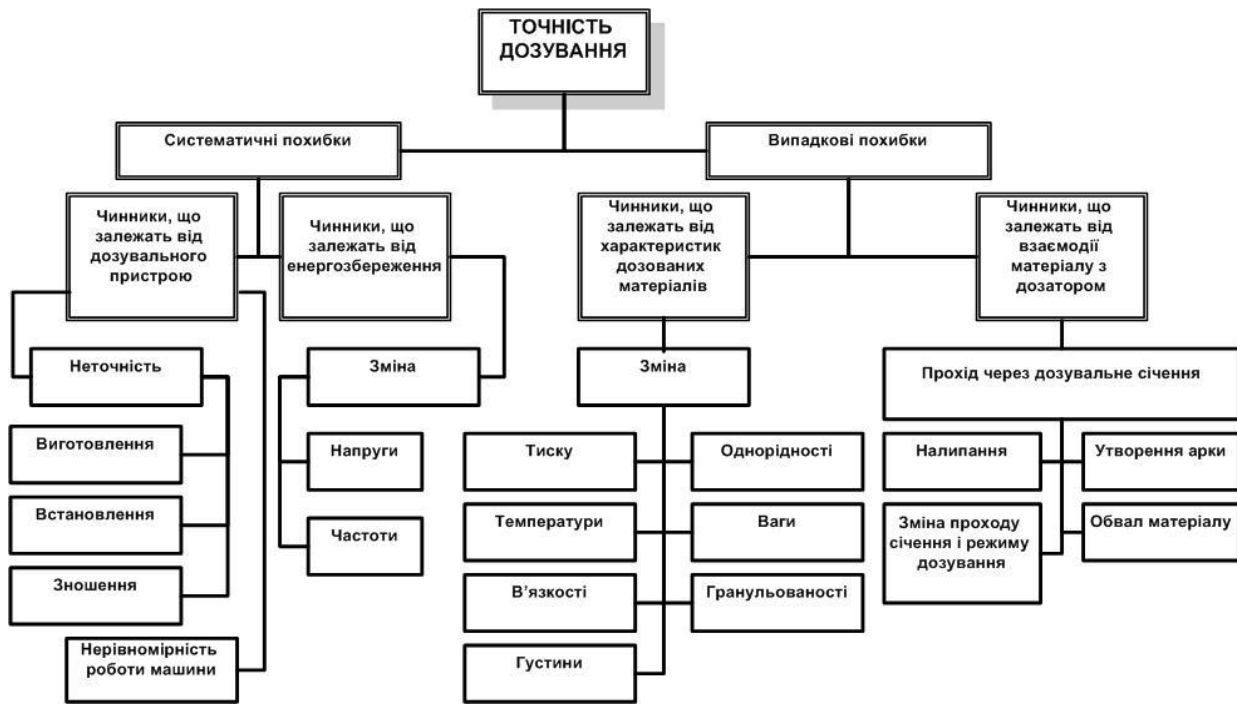 ТОЧНІСТЬ
ДОЗУВАННЯ
Систематичні похибки
Випадкові похибки
Чинники, що
залежать від
дозувального
пристрою
Чинники, що
залежать від
енергозбереження
Чинники, що
залежать від
характеристик
дозованих
матеріалів
Чинники, що
залежать від
взаємодії
матеріалу з
дозатором
Неточність
Зміна
Зміна
Прохід через дозувальне січення
Виготовлення
Напруги
Тиску
Однорідності
Налипання
Утворення арки
Встановлення
Частоти
Температури
Ваги
Зміна проходу
січення і режиму
дозування
Обвал матеріалу
Зношення
В’язкості
Гранульованості
Нерівномірність
роботи машини
Густини